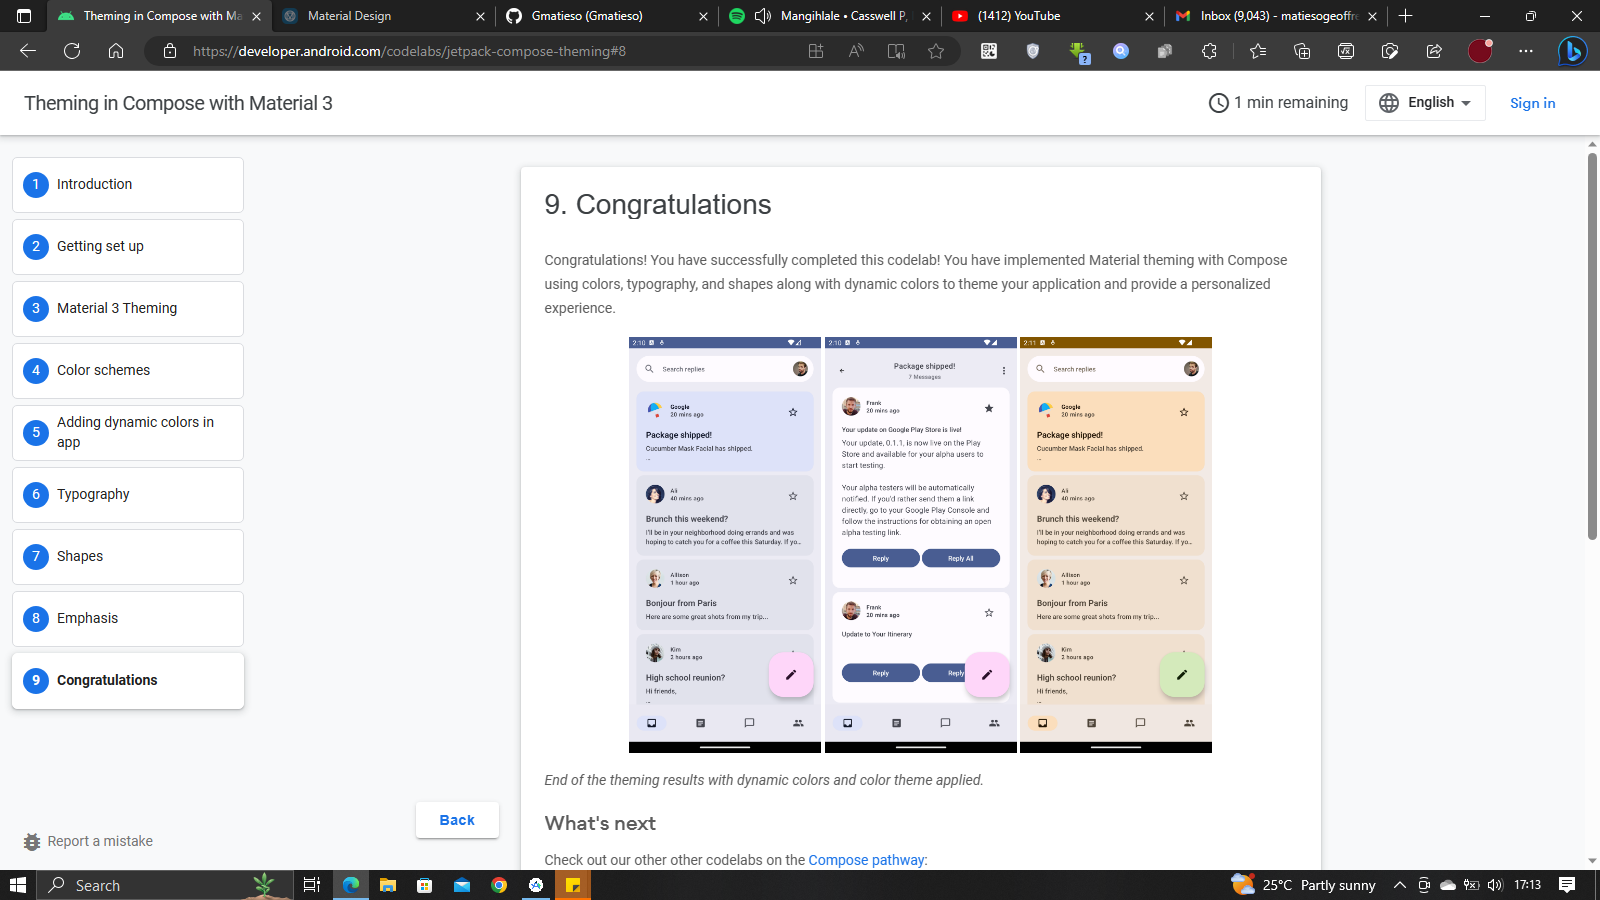 Theming in Compose with Ma
Material Design
Gmatieso (Gmatieso)
Mangihlale • Casswell P,
(1412) YouTube
Inbox (9,043) - matiesogeoffre
https://developer.android.com/codelabs/jetpack-compose-theming#8
Theming in Compose with Material 3
1 min remaining
English
Sign in
1 Introduction
2 Getting set up
3 Material 3 Theming
4 Color schemes
5 Adding dynamic colors in
app
6 Typography
7 Shapes
8 Emphasis
9 Congratulations
Report a mistake
Back
9. Congratulations
Congratulations! You have successfully completed this codelab! You have implemented Material theming with Compose
using colors, typography, and shapes along with dynamic colors to theme your application and provide a personalized
experience.
2:10
Search replies
Google
20 mins ago
Package shipped!
Cucumber Mask Facial has shipped.
...
Ali
40 mins ago
Brunch this weekend?
I'll be in your neighborhood doing errands and was
hoping to catch you for a coffee this Saturday. If yo...
Allison
1 hour ago
Bonjour from Paris
Here are some great shots from my trip...
Kim
2 hours ago
High school reunion?
Hi friends,
2:10
Package shipped!
7 Messages
Frank
20 mins ago
Your update on Google Play Store is live!
Your update, 0.1.1, is now live on the Play
Store and available for your alpha users to
start testing.
Your alpha testers will be automatically
notified. If you'd rather send them a link
directly, go to your Google Play Console and
follow the instructions for obtaining an open
alpha testing link.
Reply
Reply All
Frank
20 mins ago
Update to Your Itinerary
Reply
Reply
2:11
Search replies
Google
20 mins ago
Package shipped!
Cucumber Mask Facial has shipped.
...
Ali
40 mins ago
Brunch this weekend?
I'll be in your neighborhood doing errands and was
hoping to catch you for a coffee this Saturday. If yo...
Allison
1 hour ago
Bonjour from Paris
Here are some great shots from my trip...
Kim
2 hours ago
High school reunion?
Hi friends,
End of the theming results with dynamic colors and color theme applied.
What's next
Check out our other other codelabs on the Compose pathway:
Search
25°C Partly sunny
17:13